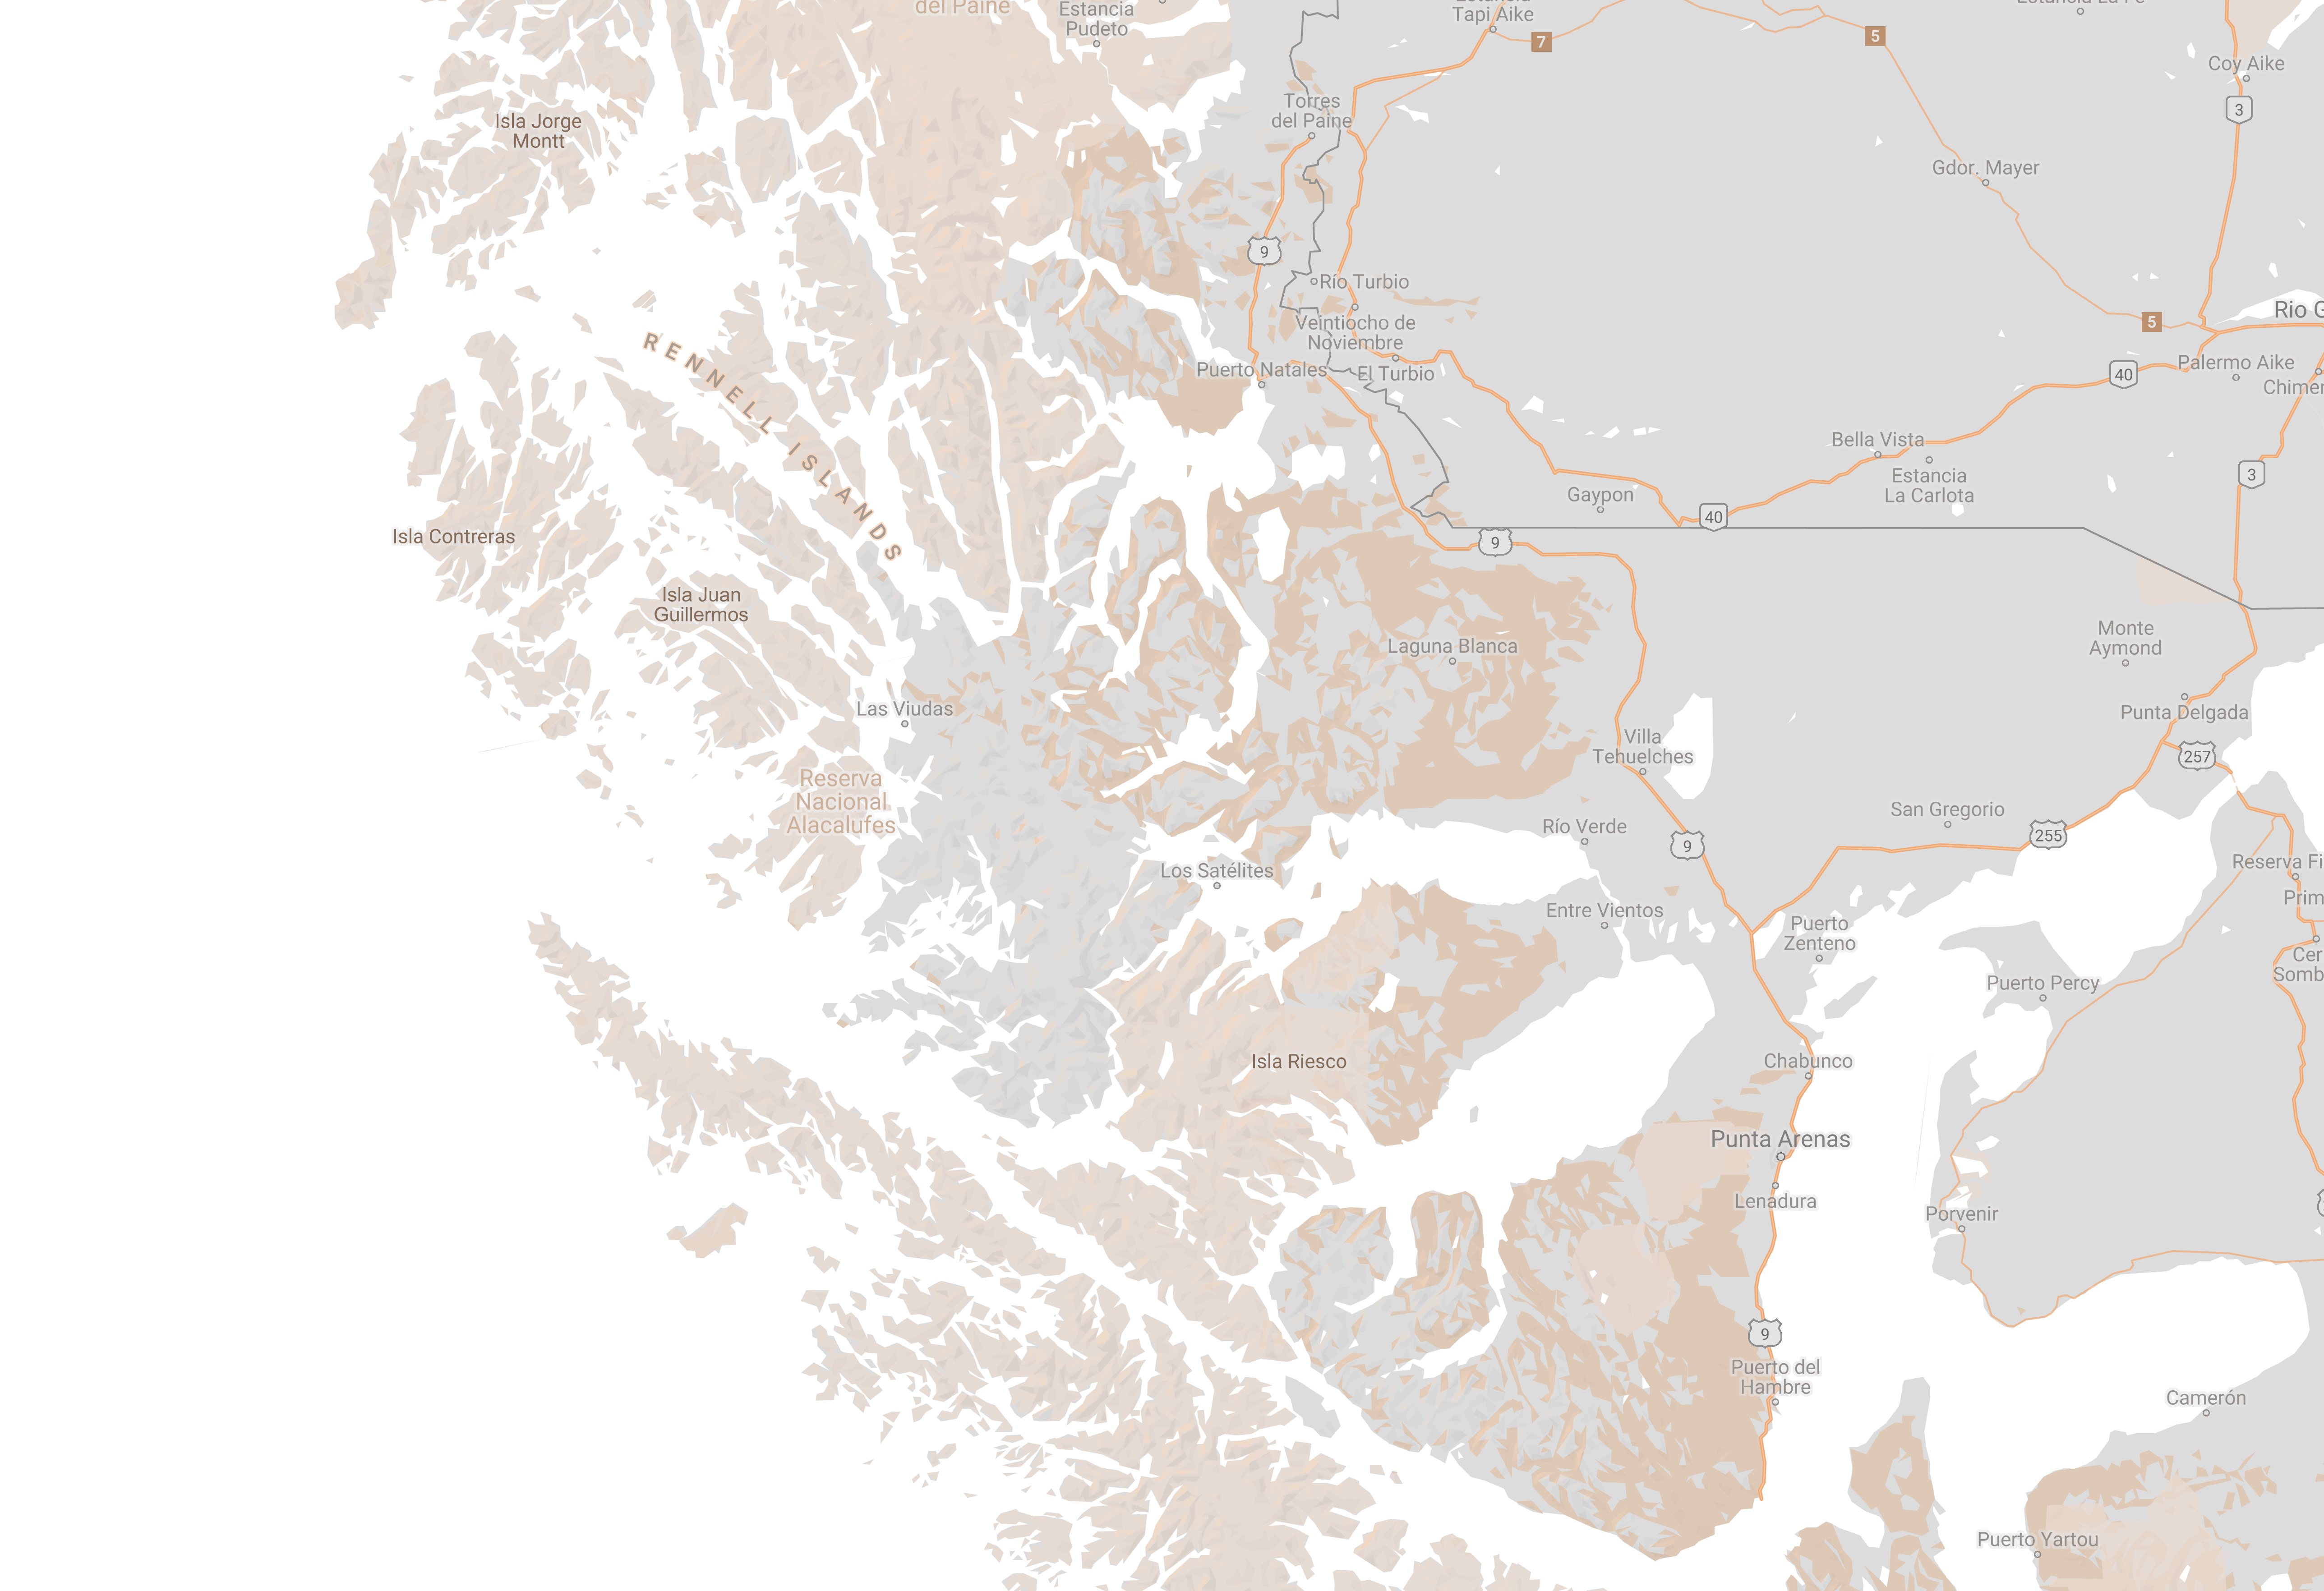 del Paine
Estancia
Pudeto
Tapi Aike
7
5
Coy Aike
3
Isla Jorge
Montt
Torres
del Paine
Gdor. Mayer
9
Río Turbio
Rio G
5
Veintiocho de
Noviembre
RENNELL ISLANDS
Puerto Natales
El Turbio
40
Palermo Aike
Chimer
Bella Vista
Estancia
La Carlota
3
Gaypon
40
9
Isla Contreras
Isla Juan
Guillermos
Laguna Blanca
Monte
Aymond
Las Viudas
Punta Delgada
Villa
Tehuelches
257
Reserva
Nacional
Alacalufes
San Gregorio
Río Verde
255
9
Los Satélites
Reserva Fi
Prim
Entre Vientos
Puerto
Zenteno
Cer
Somb
Puerto Percy
Isla Riesco
Chabunco
Punta Arenas
Lenadura
Porvenir
9
Puerto del
Hambre
Camerón
Puerto Yartou